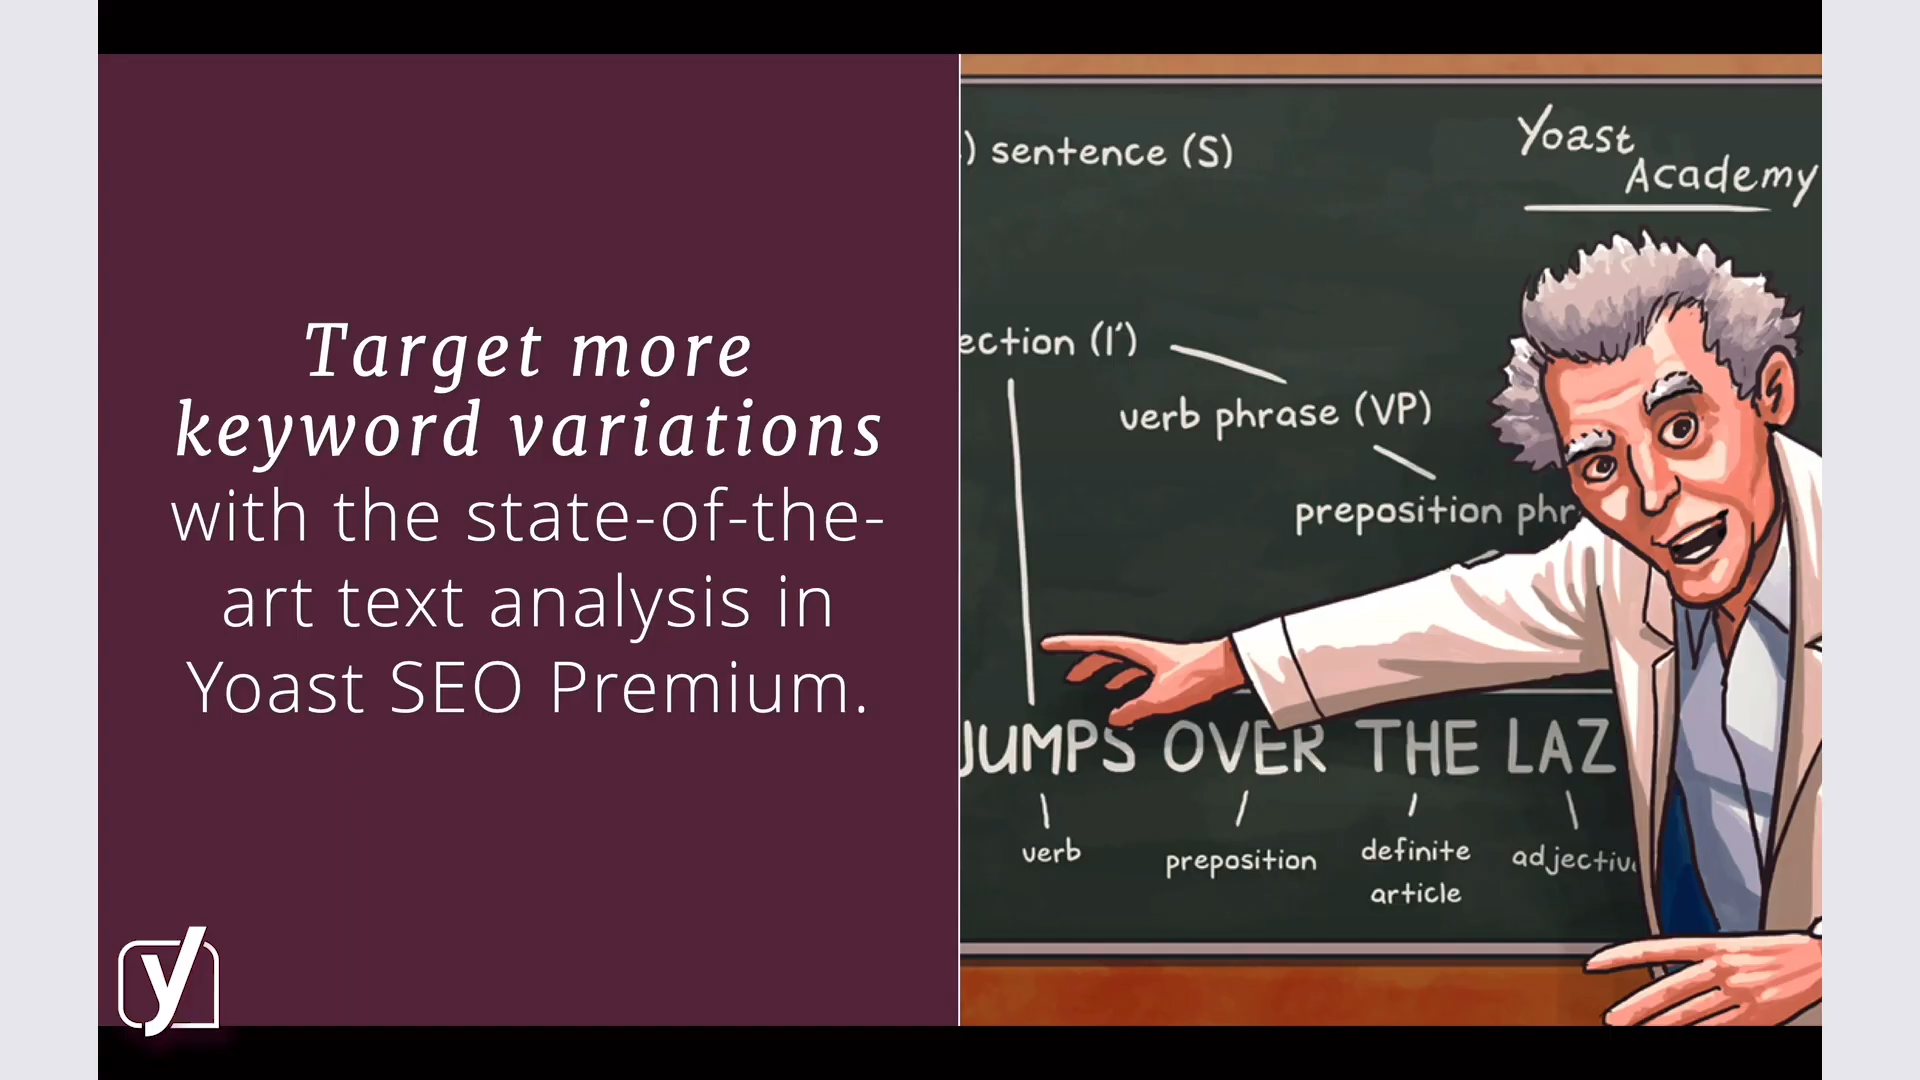 Target more
keyword variations
with the state-of-the-
art text analysis in
Yoast SEO Premium.
y
) sentence (S)
Yoast
Academy
ection (I')
verb phrase (VP)
preposition phr
JUMPS OVER THE LAZ
verb
preposition
definite
article
adjectiv